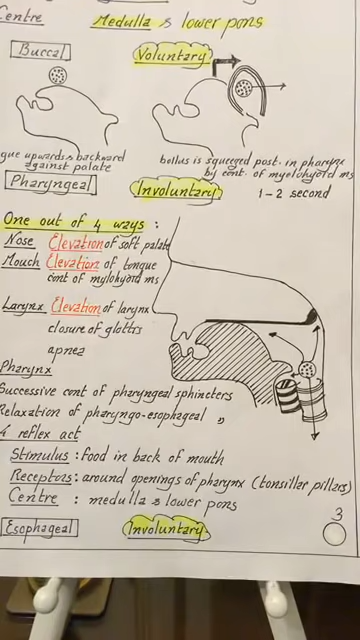 Centre Medulla & lower pons
Buccal Voluntary
gue upwards & backward
against palate
bollus is squeezed post. in pharynx
by cont. of myelohyoid ms
Pharyngeal Involuntary 1-2 second
One out of 4 ways:
Nose Elevation of soft palate
Mouth Elevation of tongue
cont of mylohyoid ms
Larynx Elevation of larynx
closure of glottis
apnea
Pharynx
Successive cont of pharyngeal sphincters
Relaxation of pharyngo-esophageal "
4 reflex act
Stimulus: food in back of mouth
Receptors: around openings of pharynx (tonsillar pillars)
Centre : medulla & lower pons
3
Esophageal Involuntary